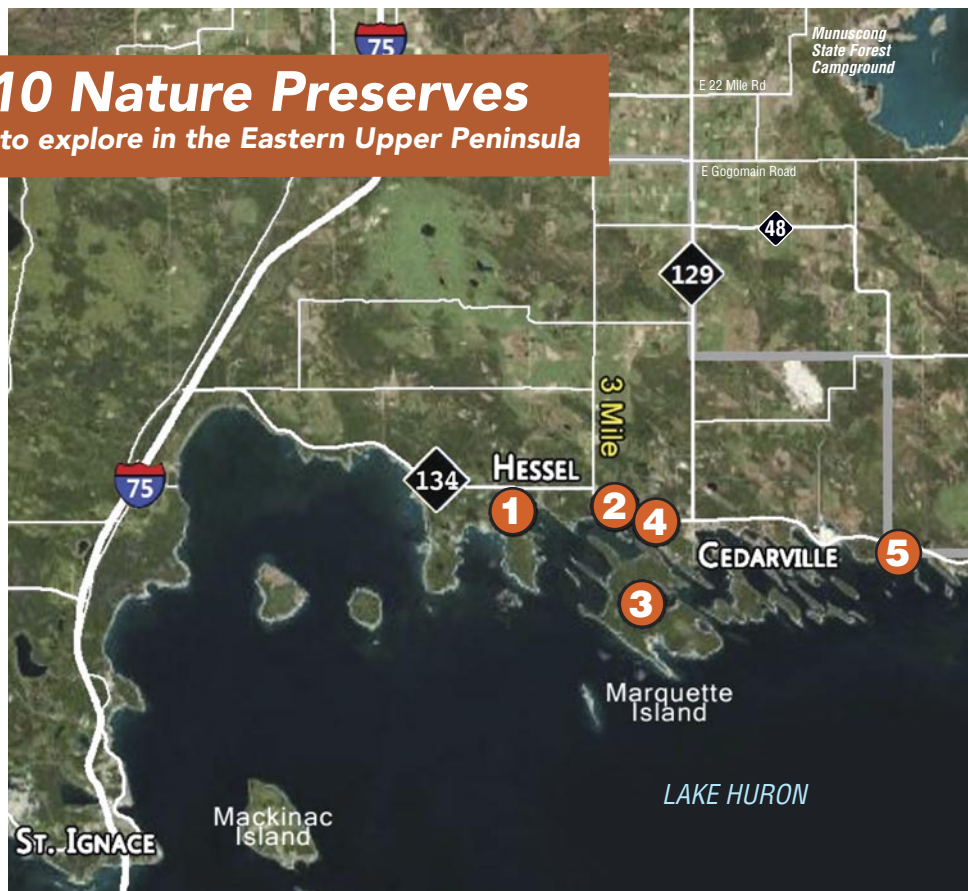 75
10 Nature Preserves
to explore in the Eastern Upper Peninsula
Munuscong
State Forest
Campground
E 22 Mile Rd
E Gogomain Road
48
129
3 Mile
HESSEL
134
75
1
2
4
CEDARVILLE
5
3
Marquette
Island
LAKE HURON
Mackinac
Island
ST. IGNACE